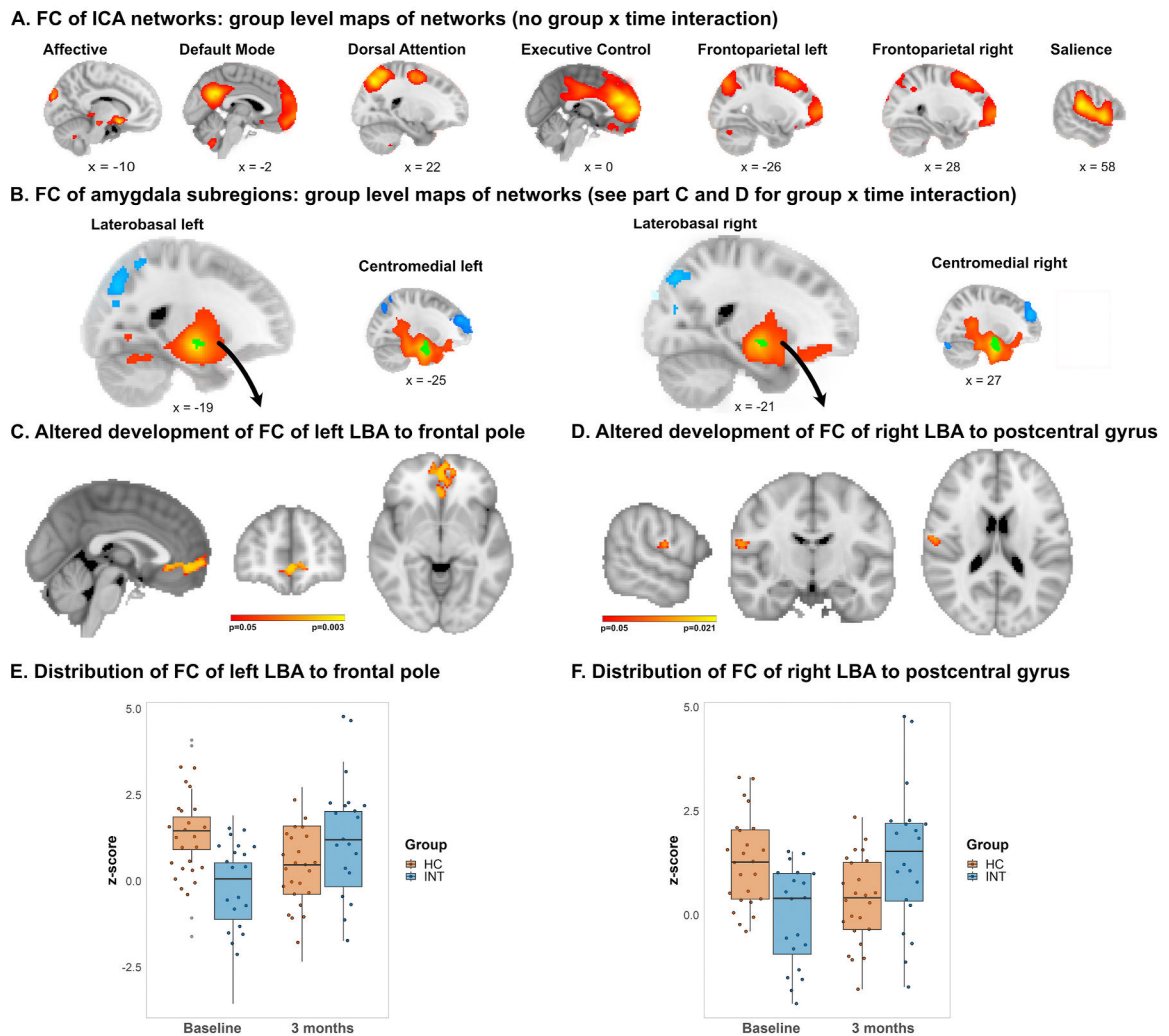 A. FC of ICA networks: group level maps of networks (no group x time interaction)
Affective Default Mode Dorsal Attention Executive Control Frontoparietal left Frontoparietal right Salience
x = -10 x = -2 x = 22 x = 0 x = -26 x = 28 x = 58
B. FC of amygdala subregions: group level maps of networks (see part C and D for group x time interaction)
Laterobasal left Laterobasal right
Centromedial left Centromedial right
x = -25 x = 27
x = -19 x = -21
C. Altered development of FC of left LBA to frontal pole
p=0.05 p=0.003
D. Altered development of FC of right LBA to postcentral gyrus
p=0.05 p=0.021
E. Distribution of FC of left LBA to frontal pole
5.0
2.5
0.0
-2.5
z-score
Baseline 3 months
Group
HC
INT
F. Distribution of FC of right LBA to postcentral gyrus
5.0
2.5
0.0
z-score
Baseline 3 months
Group
HC
INT